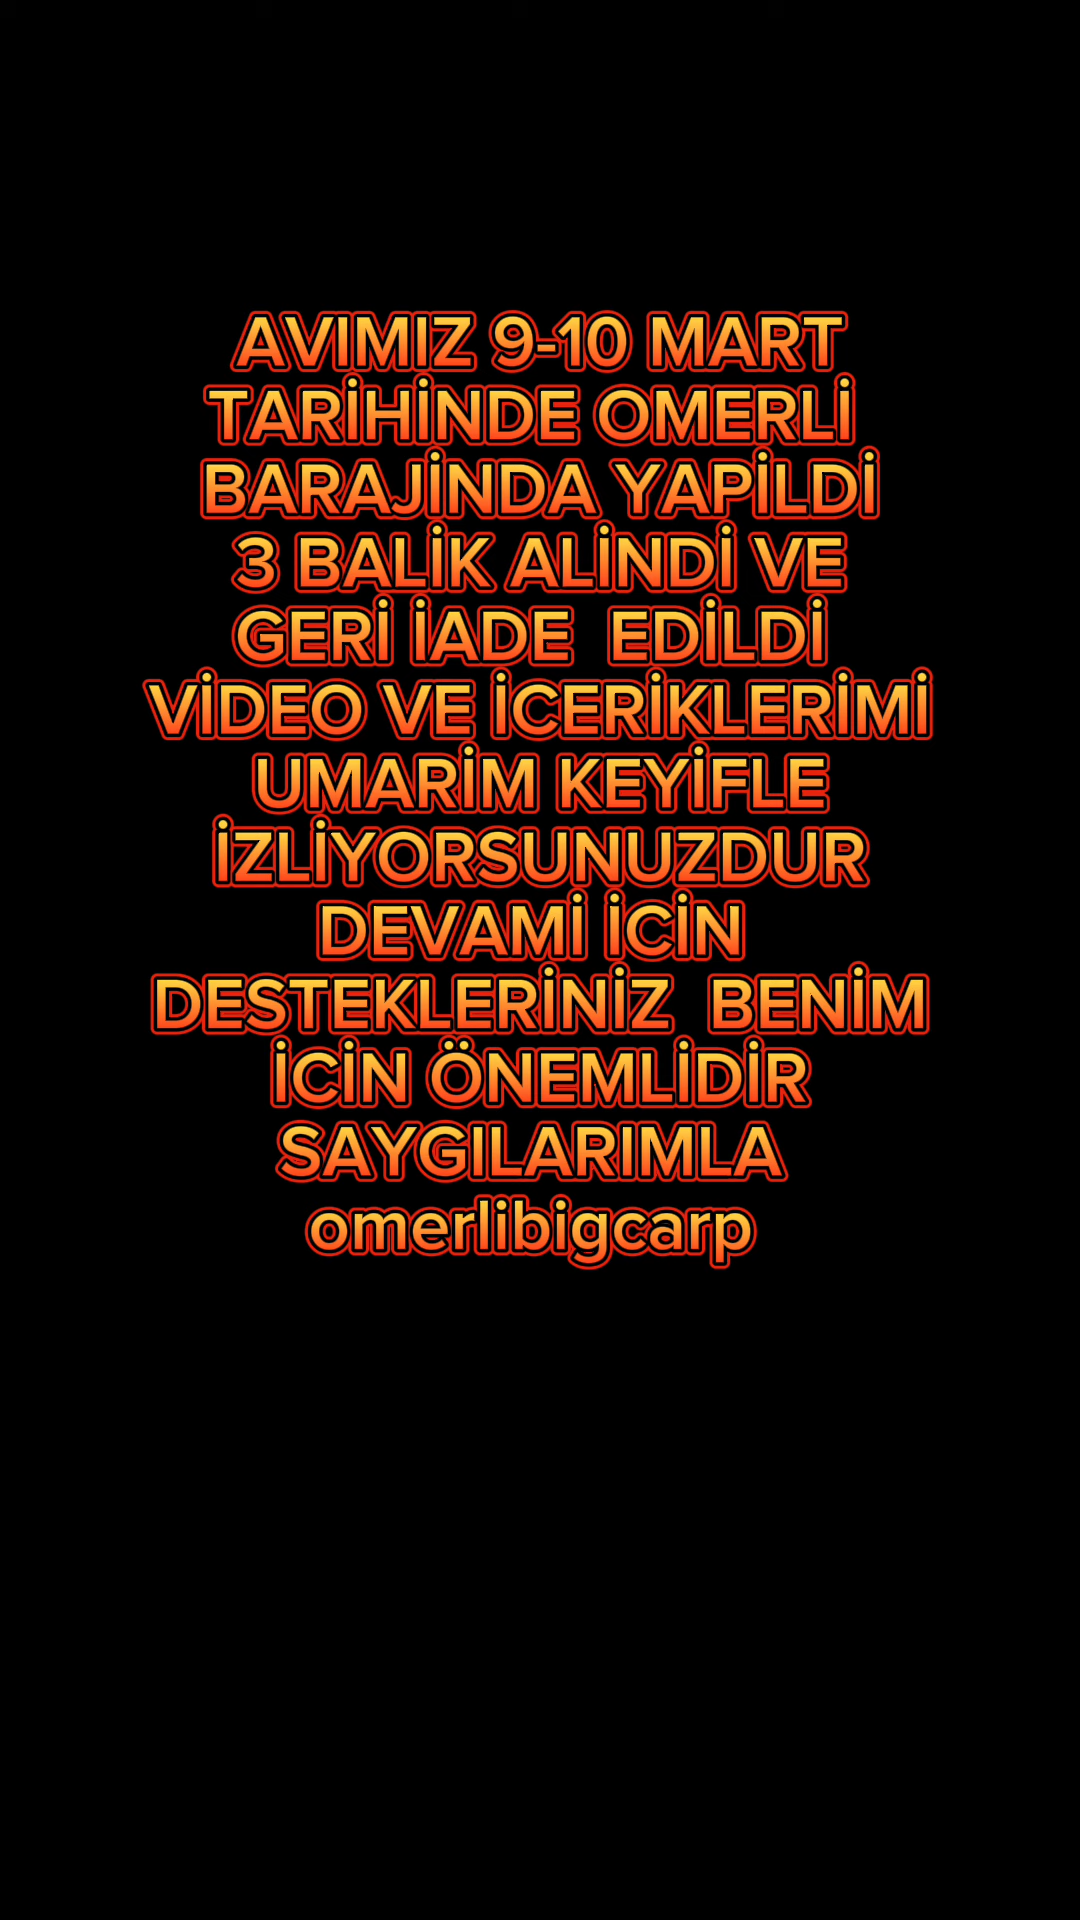 AVIMIZ 9-10 MART
TARİHİNDE OMERLİ
BARAJİNDA YAPİLDİ
3 BALİK ALİNDİ VE
GERİ İADE  EDİLDİ
VİDEO VE İCERİKLERİMİ
UMARİM KEYİFLE
İZLİYORSUNUZDUR
DEVAMİ İCİN
DESTEKLERİNİZ  BENİM
İCİN ÖNEMLİDİR
SAYGILARIMLA
omerlibigcarp